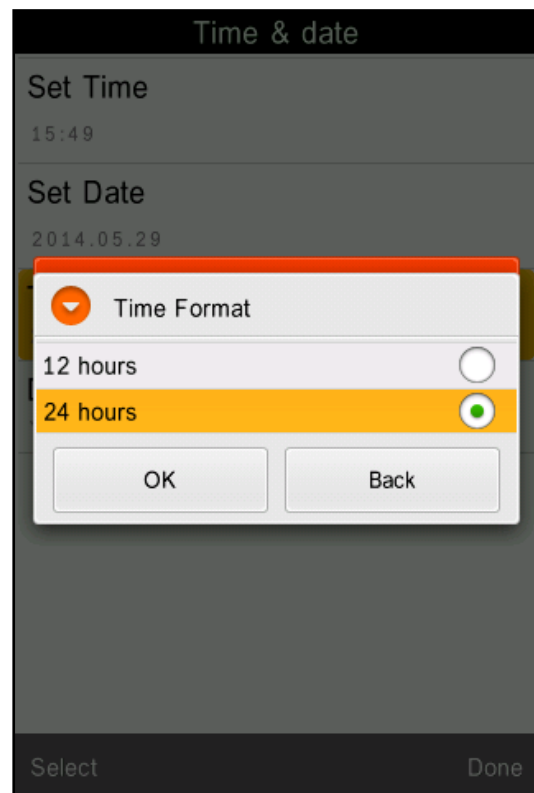 Time & date
Set Time
15:49
Set Date
2014.05.29
Time Format
12 hours
24 hours
OK
Back
Select
Done